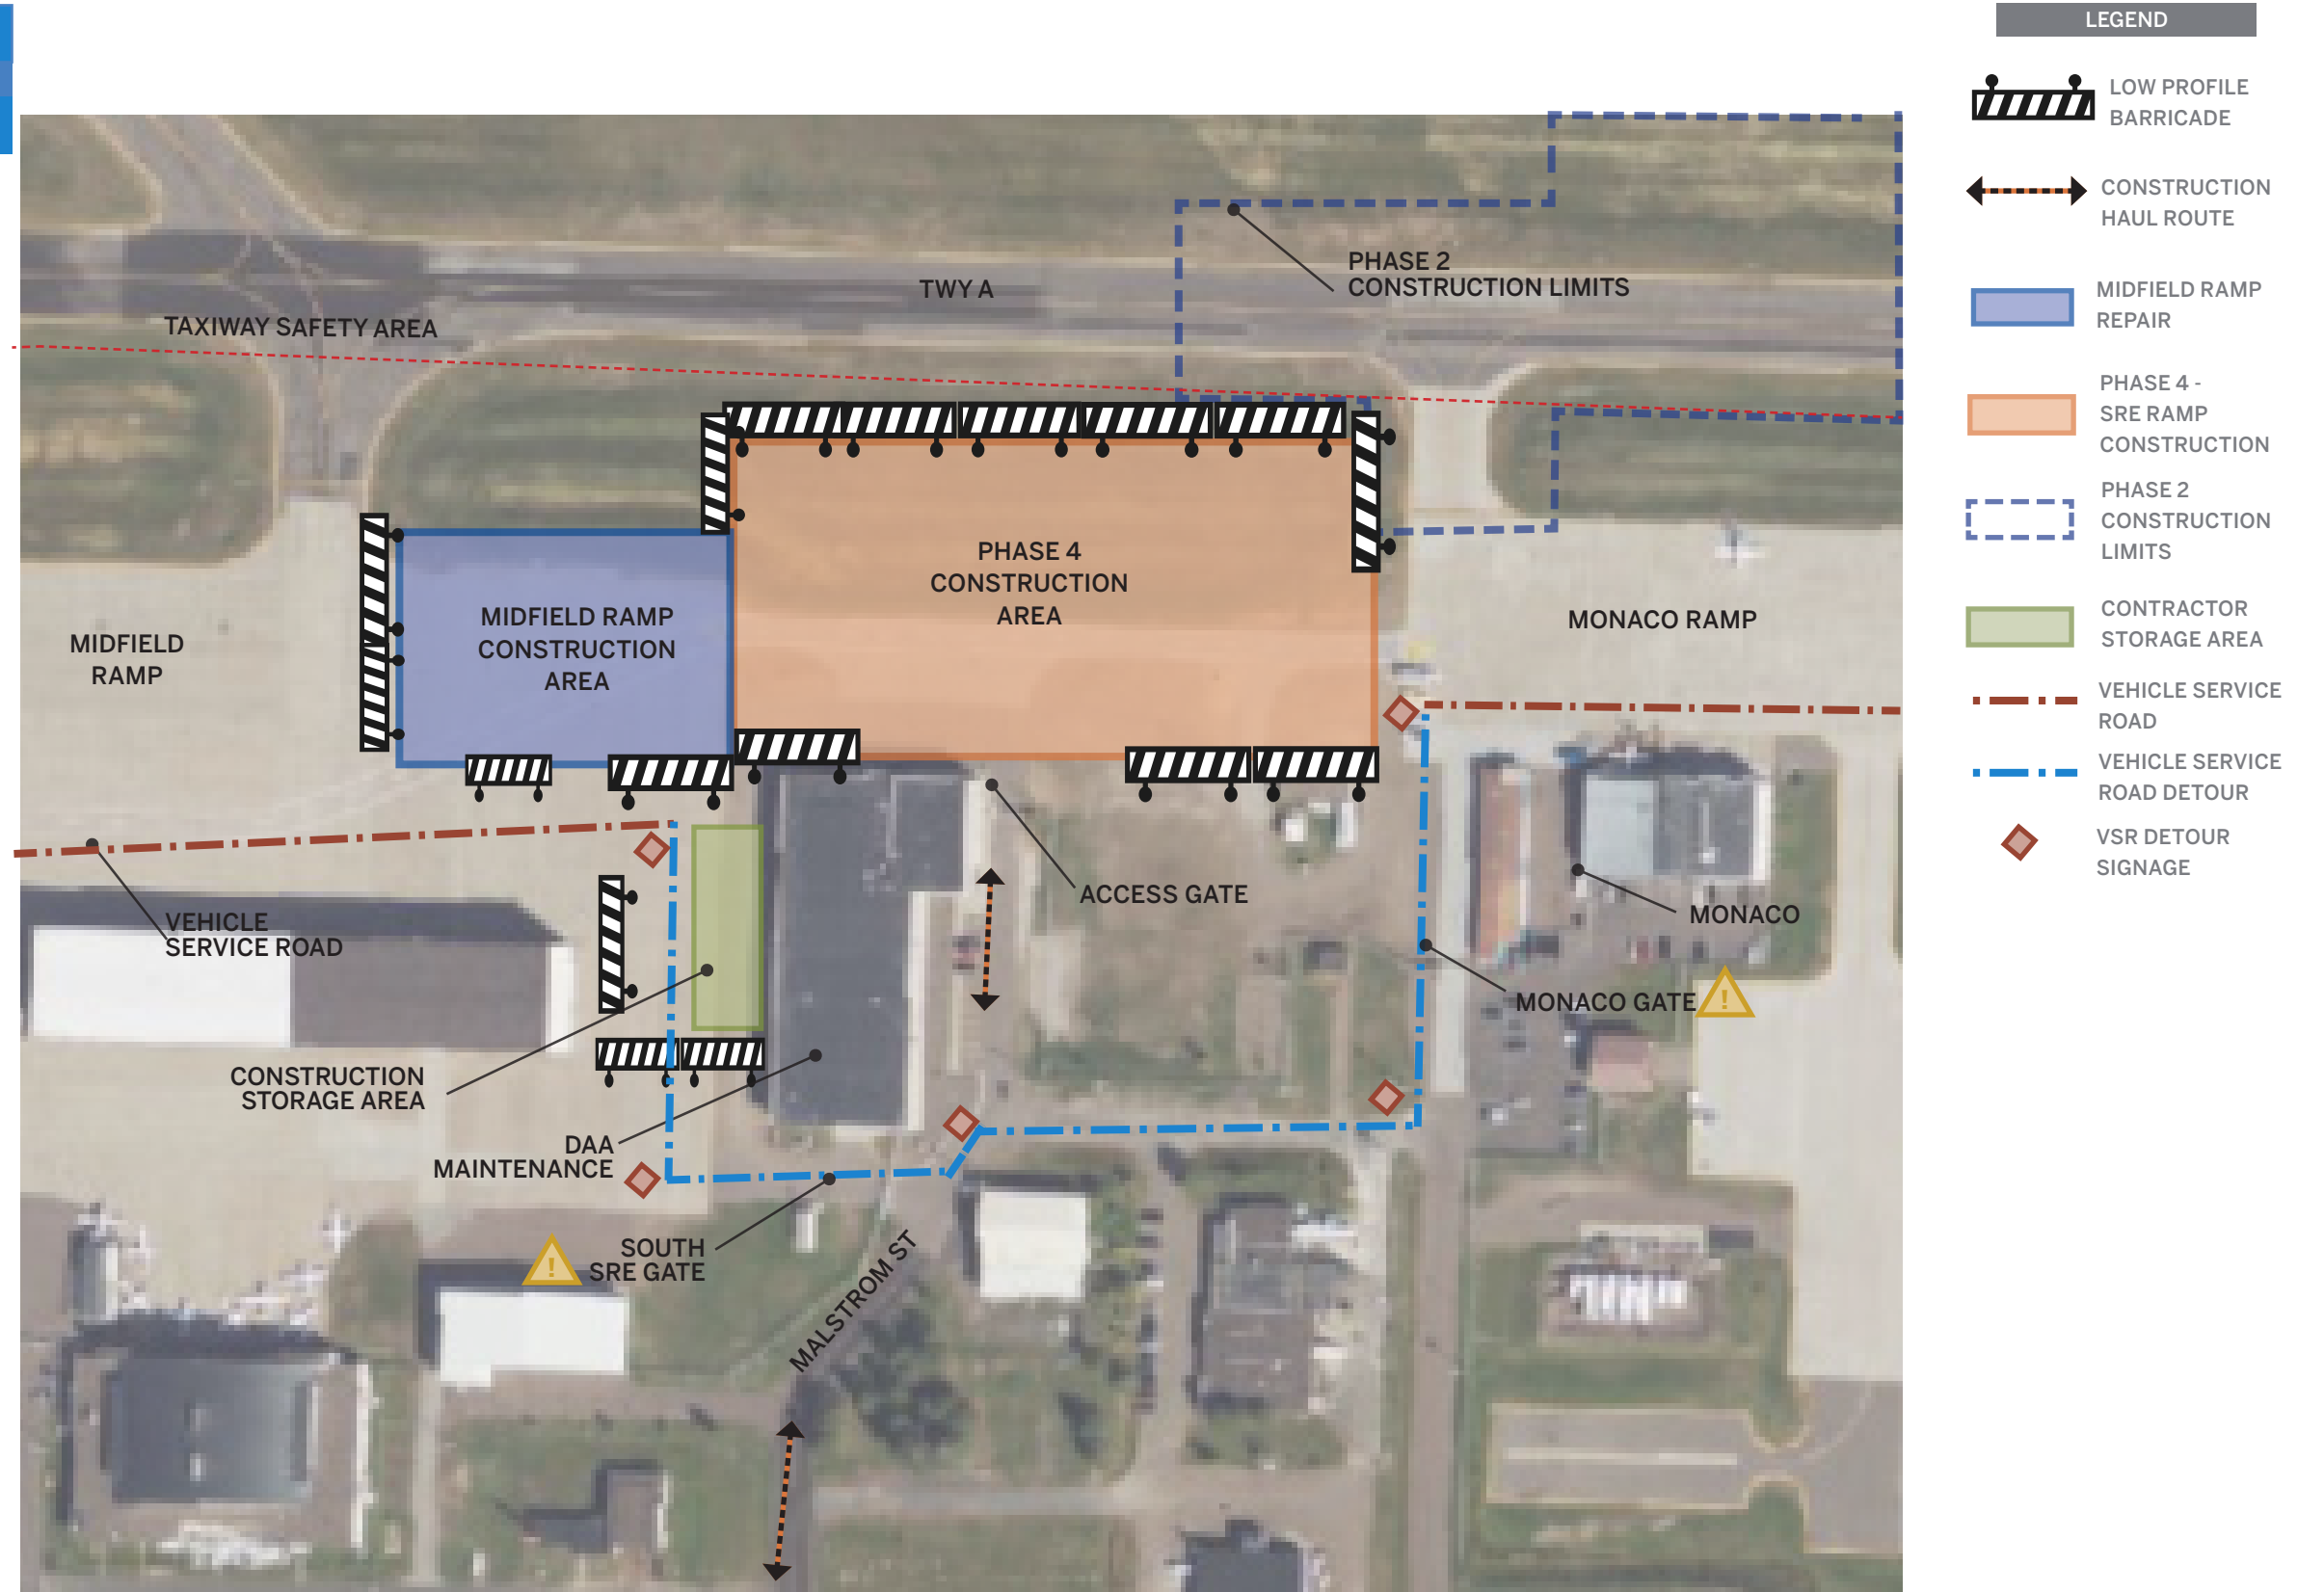 LEGEND
LOW PROFILE
BARRICADE
CONSTRUCTION
HAUL ROUTE
MIDFIELD RAMP
REPAIR
PHASE 4 -
SRE RAMP
CONSTRUCTION
PHASE 2
CONSTRUCTION
LIMITS
CONTRACTOR
STORAGE AREA
VEHICLE SERVICE
ROAD
VEHICLE SERVICE
ROAD DETOUR
VSR DETOUR
SIGNAGE
PHASE 2
CONSTRUCTION LIMITS
TWY A
TAXIWAY SAFETY AREA
PHASE 4
CONSTRUCTION
AREA
MIDFIELD RAMP
CONSTRUCTION
AREA
MIDFIELD
RAMP
MONACO RAMP
ACCESS GATE
MONACO
VEHICLE
SERVICE ROAD
MONACO GATE
!
CONSTRUCTION
STORAGE AREA
DAA
MAINTENANCE
SOUTH
SRE GATE
!
MALSTROM ST